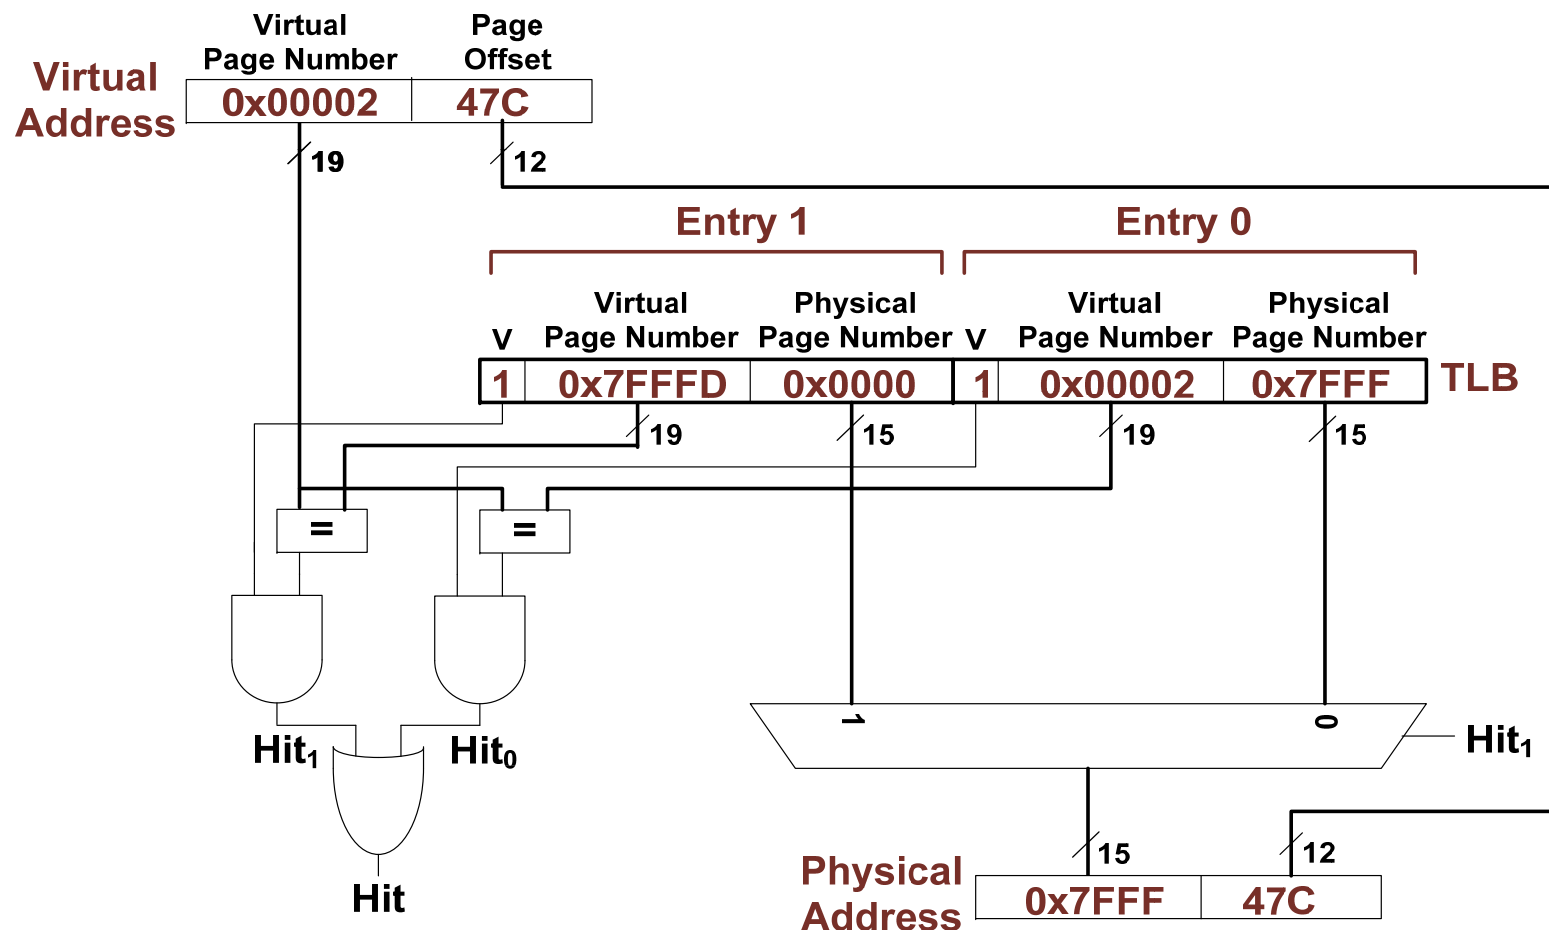 Virtual Page
Page Number Offset
Virtual
Address
0x00002 47C
19 12
Entry 1 Entry 0
Virtual Physical Virtual Physical
V Page Number Page Number V Page Number Page Number
1 0x7FFFD 0x0000 1 0x00002 0x7FFF TLB
19 15 19 15
= =
1 0
Hit1 Hit0 Hit1
15 12
Hit
Physical
Address
0x7FFF 47C